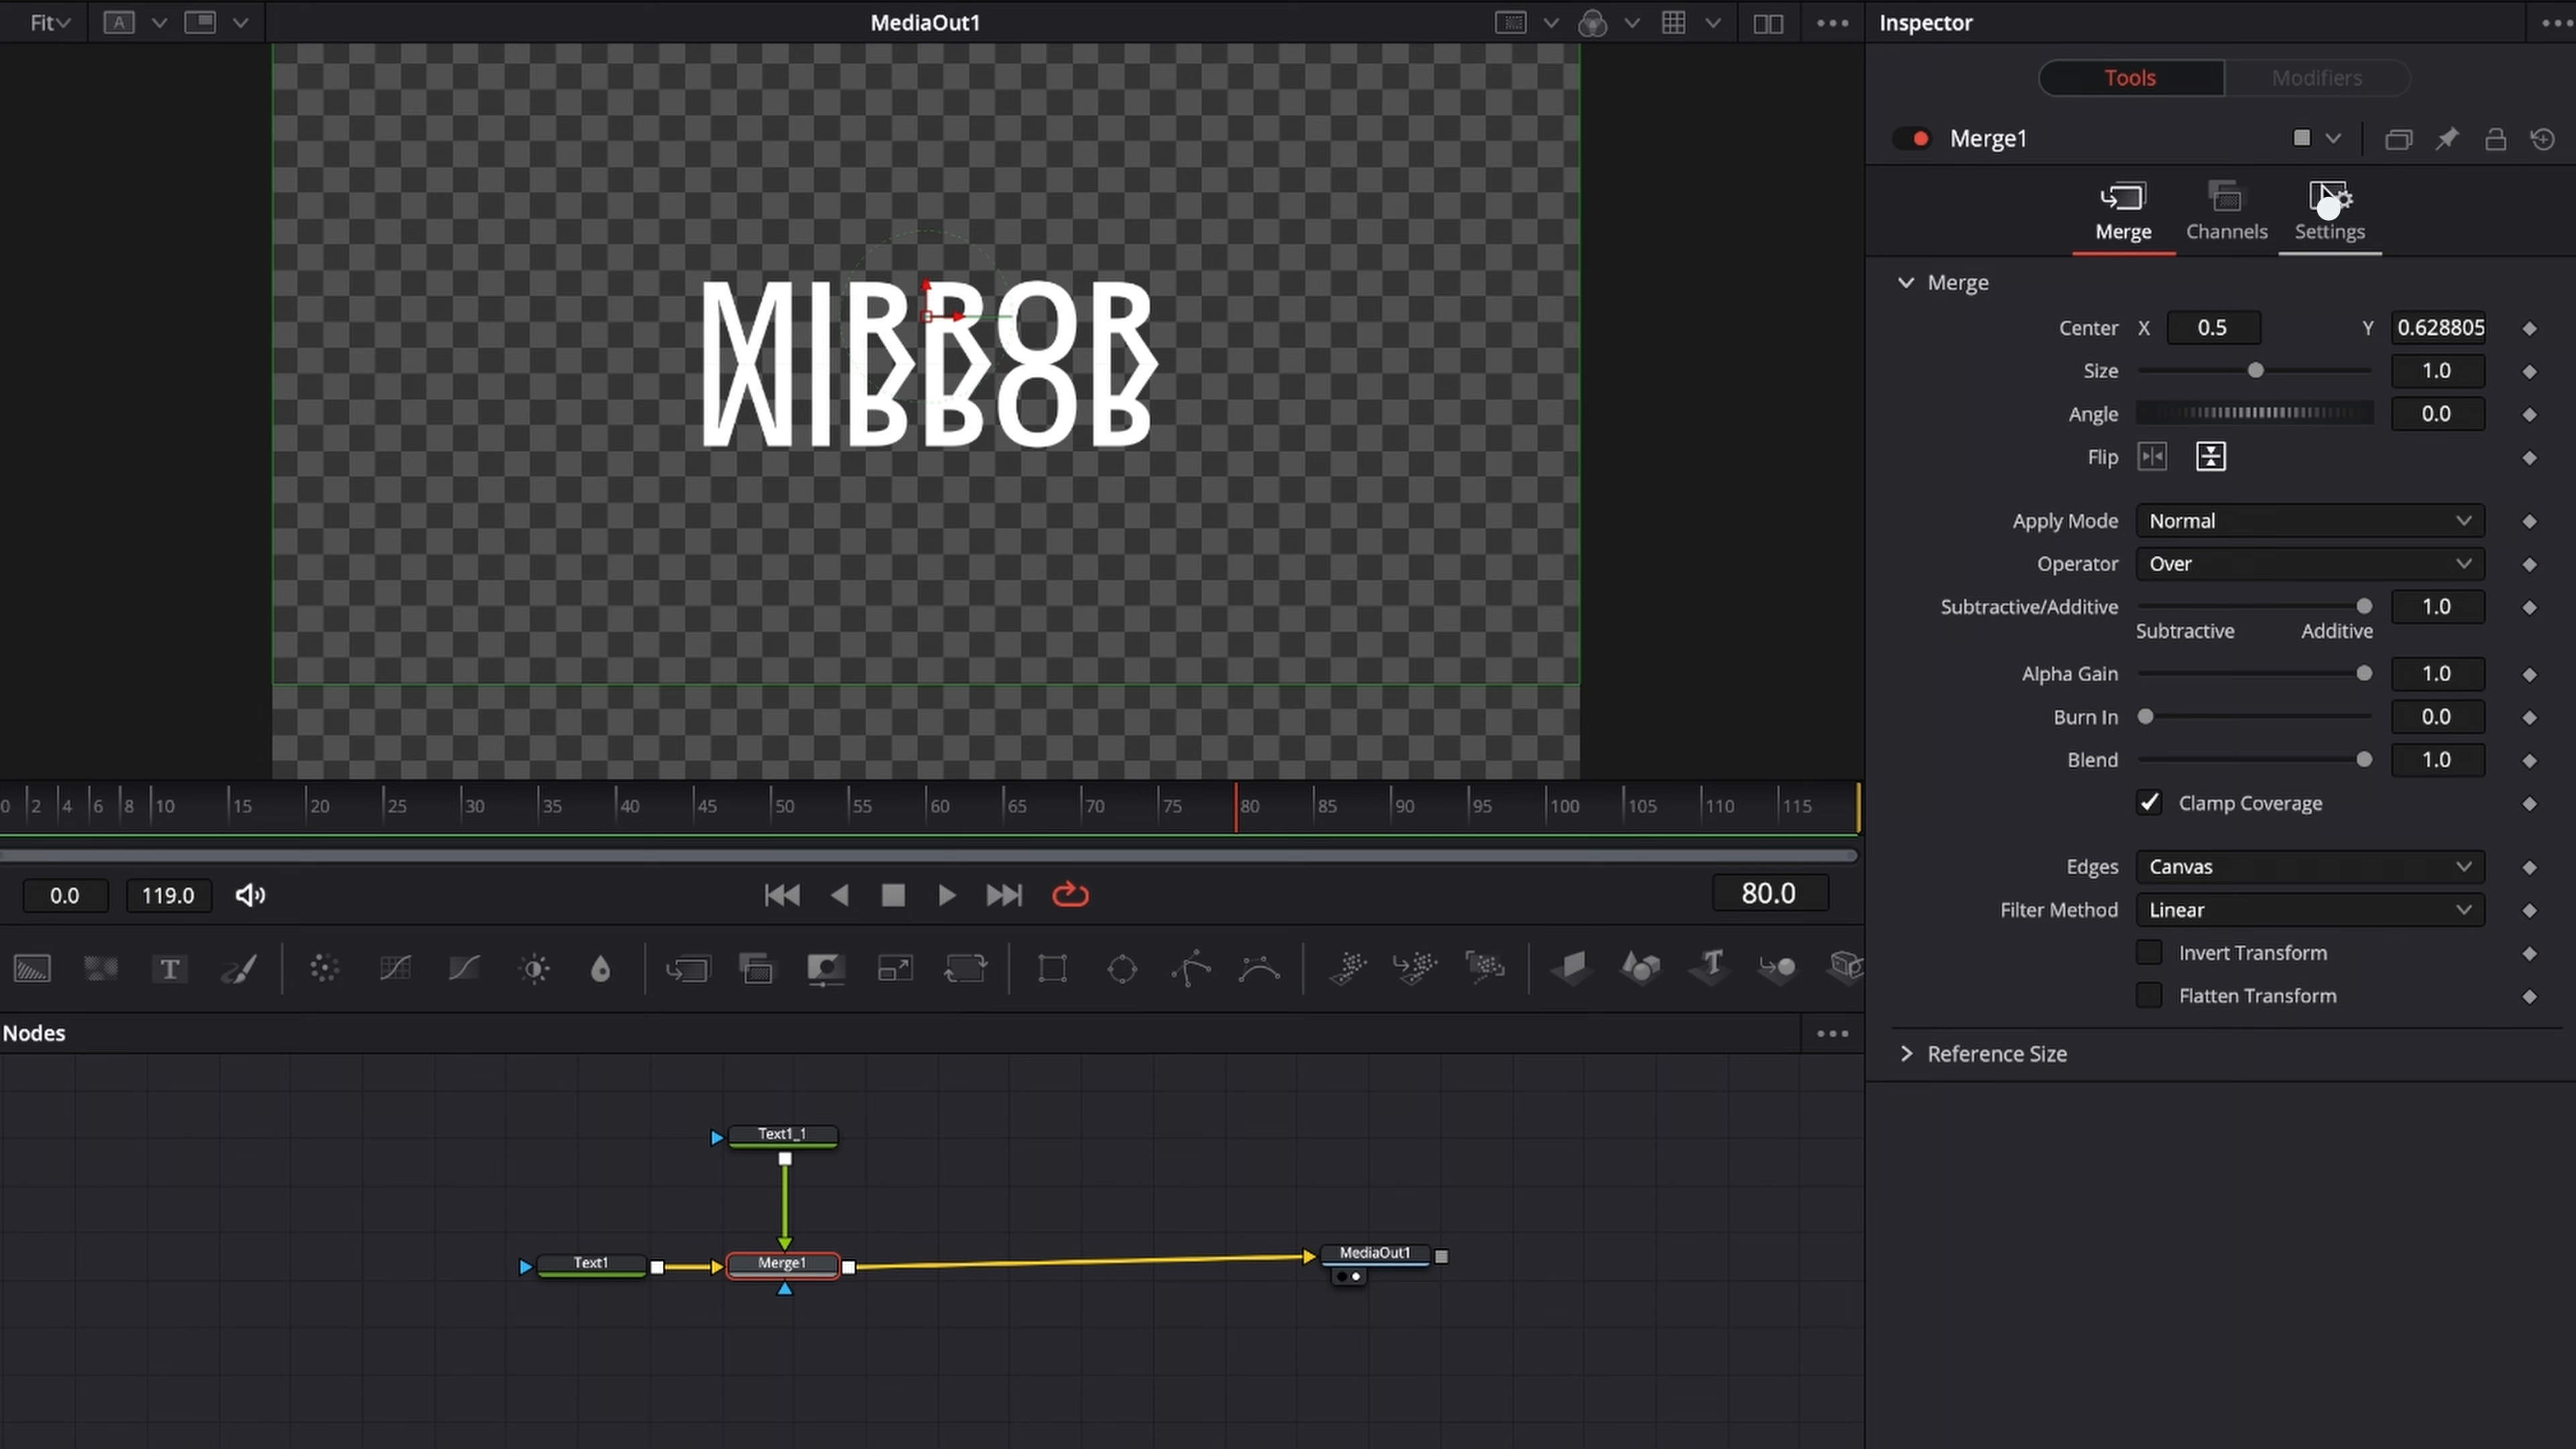 Fit
A
MediaOut1
Inspector
Tools
Modifiers
Merge1
Merge
Channels
Settings
Merge
Center X 0.5 Y 0.628805
Size 1.0
Angle 0.0
Flip
Apply Mode Normal
Operator Over
Subtractive/Additive 1.0
Subtractive Additive
Alpha Gain 1.0
Burn In 0.0
Blend 1.0
Clamp Coverage
Edges Canvas
Filter Method Linear
Invert Transform
Flatten Transform
Reference Size
MIRROR
0 2 4 6 8 10 15 20 25 30 35 40 45 50 55 60 65 70 75 80 85 90 95 100 105 110 115
0.0 119.0 80.0
T T
Nodes
Text1_1
Text1
Merge1
MediaOut1